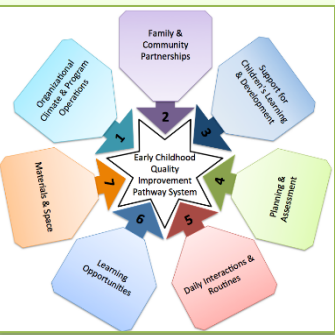 Organizational
Climate & Program
Operations
1
Family &
Community
Partnerships
2
Support for
Children's Learning
& Development
3
Planning &
Assessment
4
Daily Interactions &
Routines
5
Learning
Opportunities
6
Materials & Space
7
Early Childhood
Quality
Improvement
Pathway System